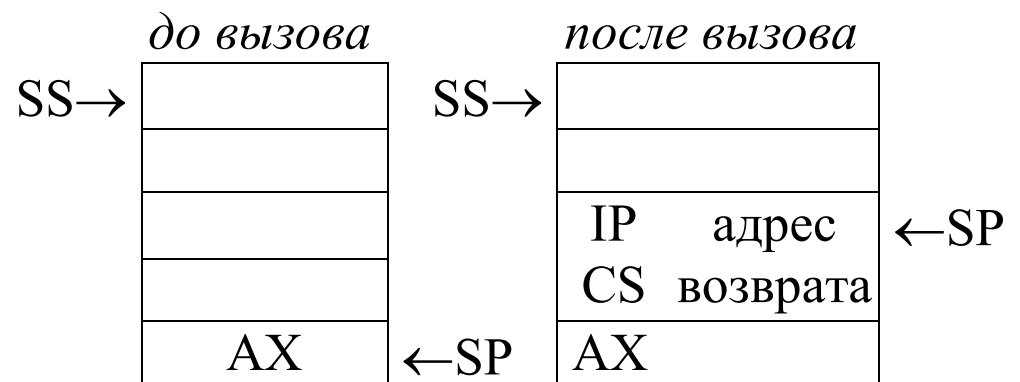 до вызова после вызова
SS→ SS→
IP адрес ←SP
CS возврата
AX ←SP AX